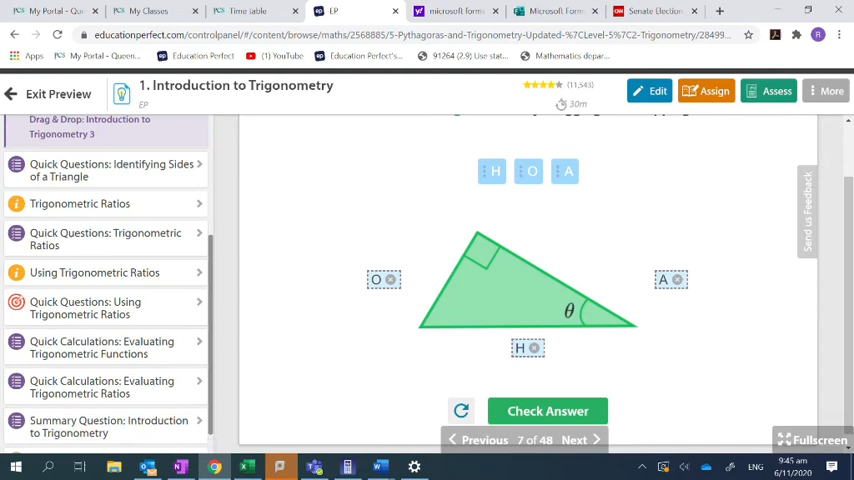 My Portal - Que
My Classes
Time table
EP
microsoft forms
Microsoft Form
Senate Election
educationperfect.com/controlpanel/#/content/browse/maths/2568885/5-Pythagoras-and-Trigonometry-Updated-%7CLevel-5%7C2-Trigonometry/28499...
R
Apps
My Portal - Queen...
Education Perfect
(1) YouTube
Education Perfect's...
91264 (2.9) Use stat...
Mathematics depar...
Exit Preview
1. Introduction to Trigonometry
EP
(11,543)
30m
Edit
Assign
Assess
More
Drag & Drop: Introduction to
Trigonometry 3
Quick Questions: Identifying Sides
of a Triangle
Trigonometric Ratios
Quick Questions: Trigonometric
Ratios
Using Trigonometric Ratios
Quick Questions: Using
Trigonometric Ratios
Quick Calculations: Evaluating
Trigonometric Functions
Quick Calculations: Evaluating
Trigonometric Ratios
Summary Question: Introduction
to Trigonometry
H
O
A
O
A
θ
H
Check Answer
Previous
7 of 48
Next
Fullscreen
Send us Feedback
ENG
9:45 am
6/11/2020